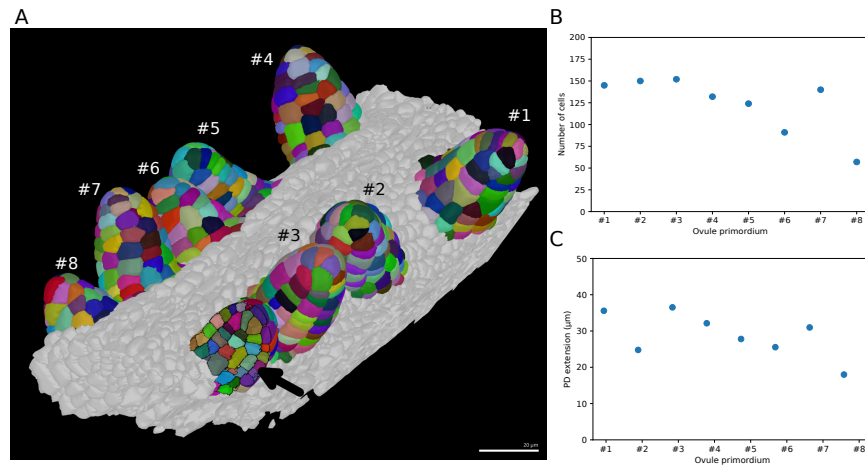 A
#4
#1
#5
#6
#7
#2
#3
#8
20 µm
B
200
175
150
125
100
75
50
25
0
Number of cells
#1 #2 #3 #4 #5 #6 #7 #8
Ovule primordium
C
50
40
30
20
10
0
PD extension (µm)
#1 #2 #3 #4 #5 #6 #7 #8
Ovule primordium